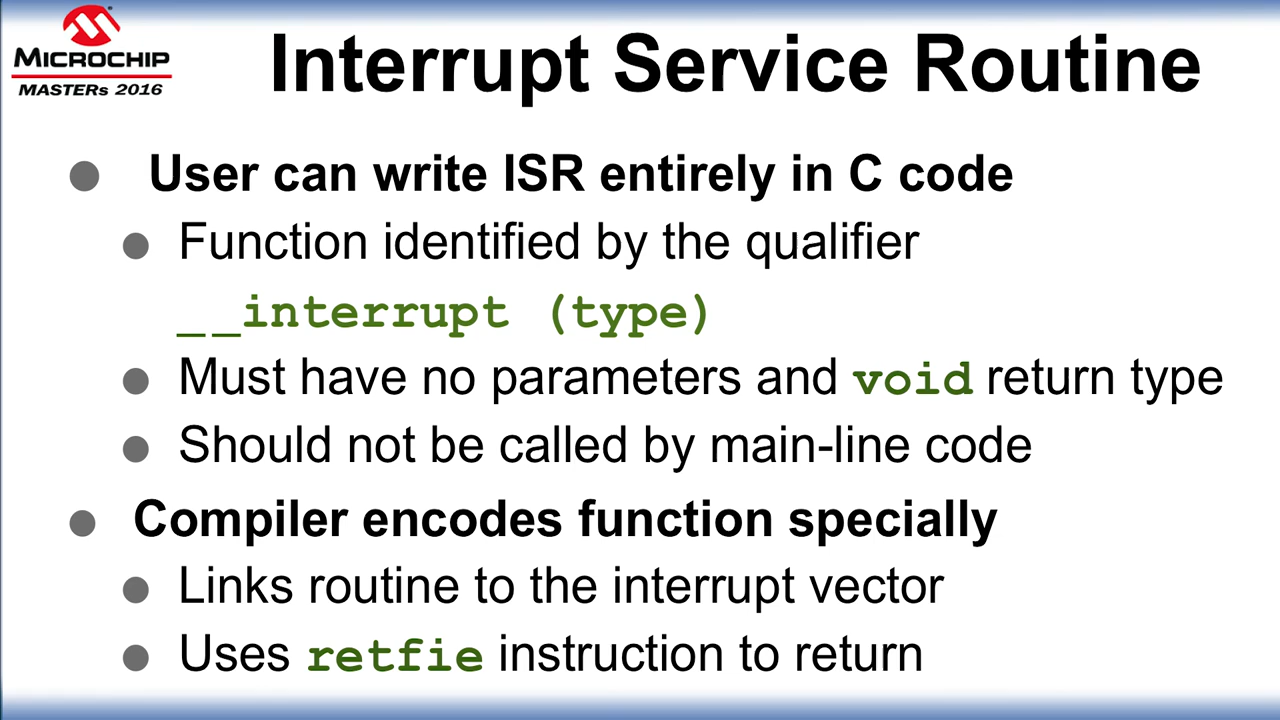 MICROCHIP
MASTERs 2016
Interrupt Service Routine
User can write ISR entirely in C code
Function identified by the qualifier
__interrupt (type)
Must have no parameters and void return type
Should not be called by main-line code
Compiler encodes function specially
Links routine to the interrupt vector
Uses retfie instruction to return